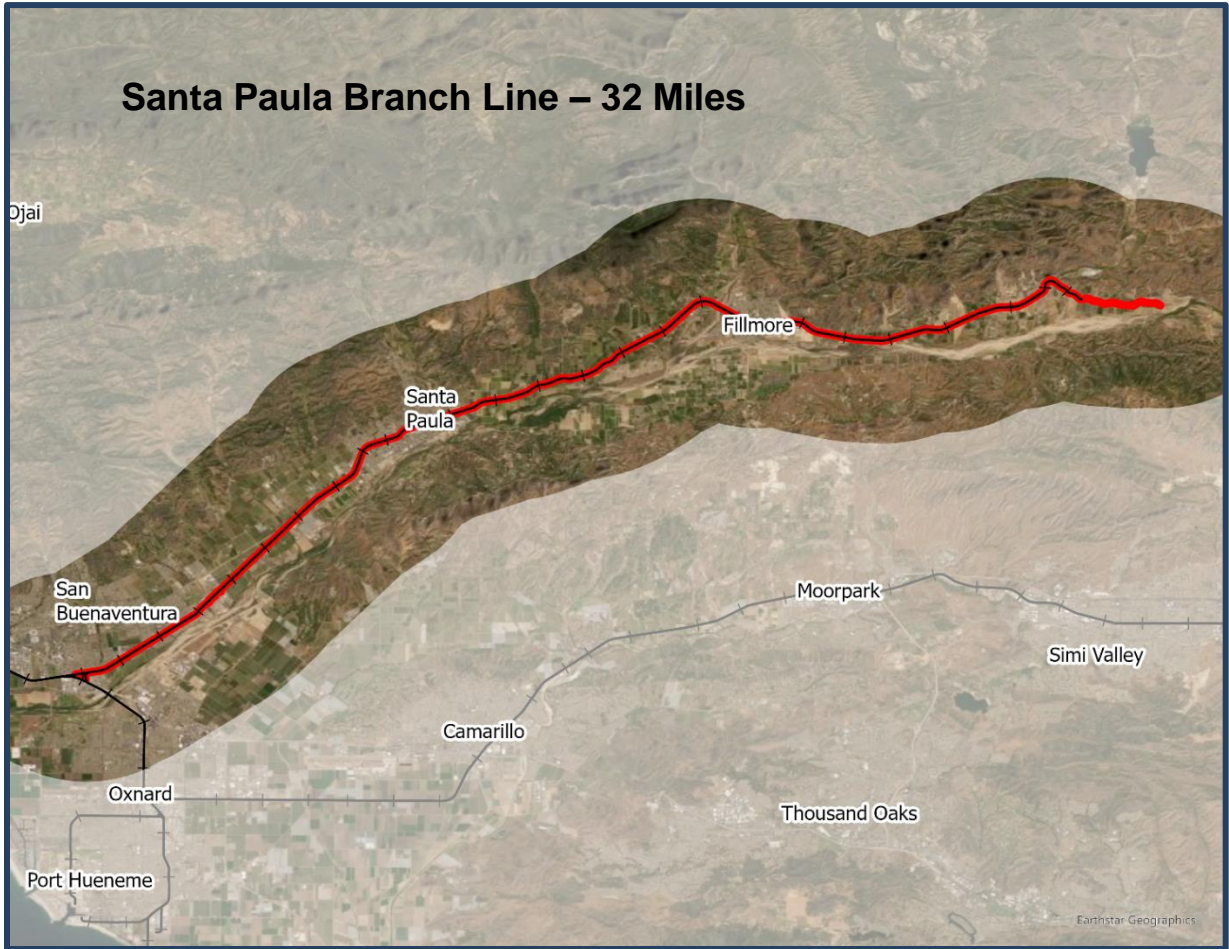 Santa Paula Branch Line – 32 Miles
Ojai
Fillmore
Santa
Paula
San
Buenaventura
Moorpark
Simi Valley
Camarillo
Oxnard
Thousand Oaks
Port Hueneme
Earthstar Geographics